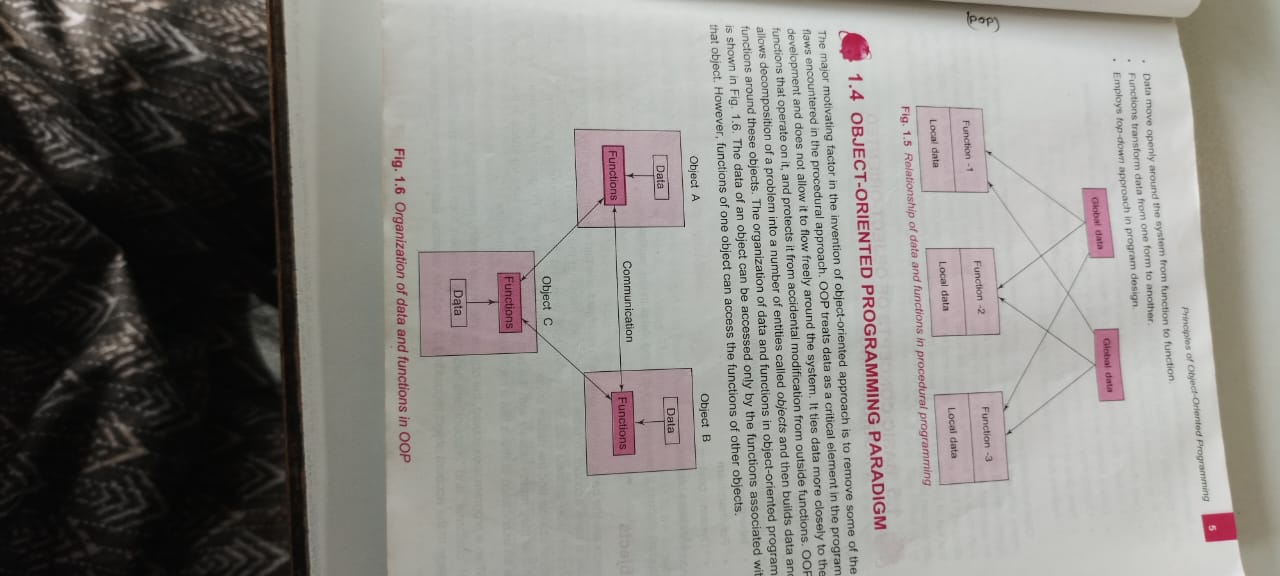 Principles of Object-Oriented Programming
5
• Data move openly around the system from function to function.
• Functions transform data from one form to another.
• Employs top-down approach in program design.
(pop)
Global data
Global data
Function -1
Function -2
Function -3
Local data
Local data
Local data
Fig. 1.5 Relationship of data and functions in procedural programming
1.4 OBJECT-ORIENTED PROGRAMMING PARADIGM
The major motivating factor in the invention of object-oriented approach is to remove some of the
flaws encountered in the procedural approach. OOP treats data as a critical element in the program
development and does not allow it to flow freely around the system. It ties data more closely to the
functions that operate on it, and protects it from accidental modification from outside functions. OOP
allows decomposition of a problem into a number of entities called objects and then builds data and
functions around these objects. The organization of data and functions in object-oriented program
is shown in Fig. 1.6. The data of an object can be accessed only by the functions associated wit
that object. However, functions of one object can access the functions of other objects.
Object A
Object B
Data
Data
Functions
Communication
Functions
Object C
Functions
Data
Fig. 1.6 Organization of data and functions in OOP